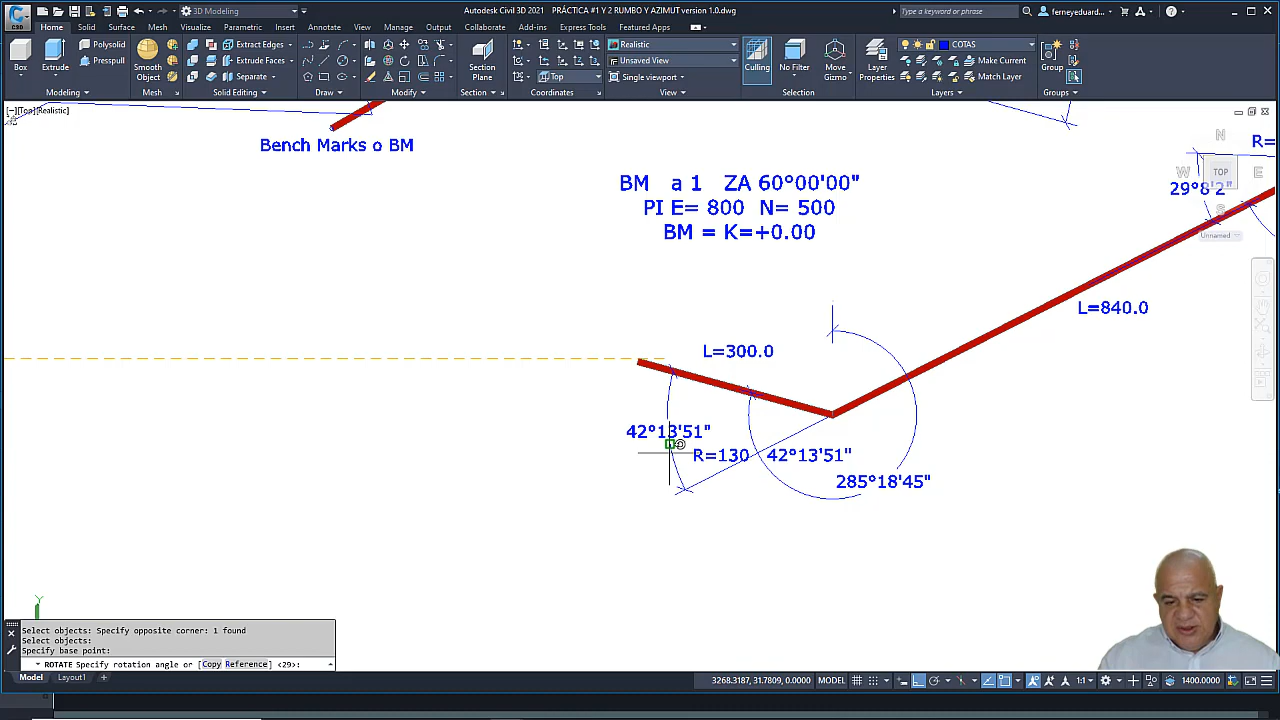 C3D
3D Modeling
Autodesk Civil 3D 2021 PRÁCTICA #1 Y 2 RUMBO Y AZIMUT version 1.0.dwg
Type a keyword or phrase
ferneyeduard...
Home
Solid
Surface
Mesh
Visualize
Parametric
Insert
Annotate
View
Manage
Output
Collaborate
Add-ins
Express Tools
Featured Apps
Box
Extrude
Polysolid
Presspull
Smooth Object
Extract Edges
Extrude Faces
Separate
Section Plane
Top
Realistic
Unsaved View
Single viewport
Culling
No Filter
Move Gizmo
Layer Properties
COTAS
Make Current
Match Layer
Group
Modeling
Mesh
Solid Editing
Draw
Modify
Section
Coordinates
View
Selection
Layers
Groups
[−][Top][Realistic]
Bench Marks o BM
BM a 1 ZA 60°00'00"
PI E= 800 N= 500
BM = K=+0.00
N
R=
W
TOP
E
29°8'2
S
Unnamed
L=840.0
L=300.0
42°13'51"
R=130
42°13'51"
285°18'45"
Y
Select objects: Specify opposite corner: 1 found
Select objects:
Specify base point:
ROTATE Specify rotation angle or [Copy Reference] <29>:
Model
Layout1
+
3268.3187, 31.7809, 0.0000
MODEL
1:1
1400.0000